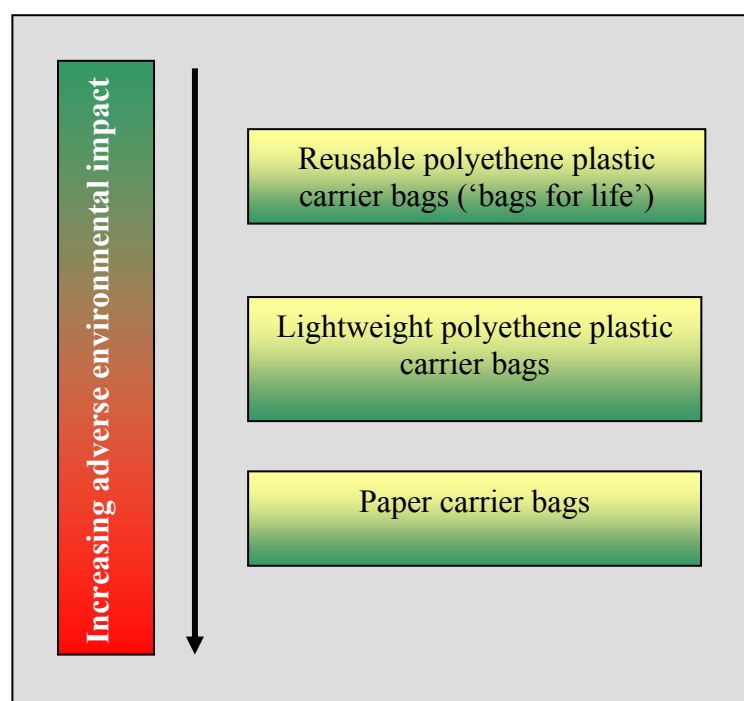 Increasing adverse environmental impact
Reusable polyethene plastic
carrier bags (‘bags for life’)
Lightweight polyethene plastic
carrier bags
Paper carrier bags